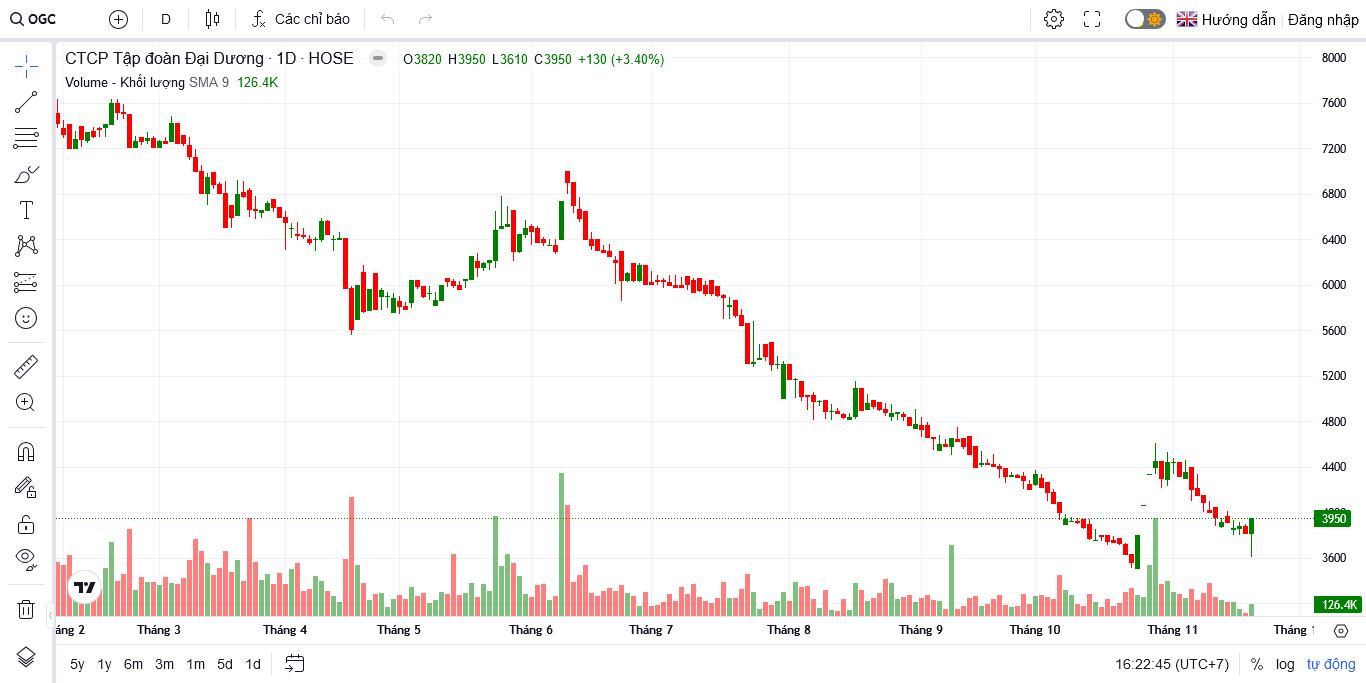 OGC D Các chỉ báo Hướng dẫn Đăng nhập
CTCP Tập đoàn Đại Dương · 1D · HOSE O3820 H3950 L3610 C3950 +130 (+3.40%)
Volume - Khối lượng SMA 9 126.4K
8000
7600
7200
6800
6400
6000
5600
5200
4800
4400
3950
3600
126.4K
áng 2 Tháng 3 Tháng 4 Tháng 5 Tháng 6 Tháng 7 Tháng 8 Tháng 9 Tháng 10 Tháng 11 Tháng 1
5y 1y 6m 3m 1m 5d 1d 16:22:45 (UTC+7) % log tự động